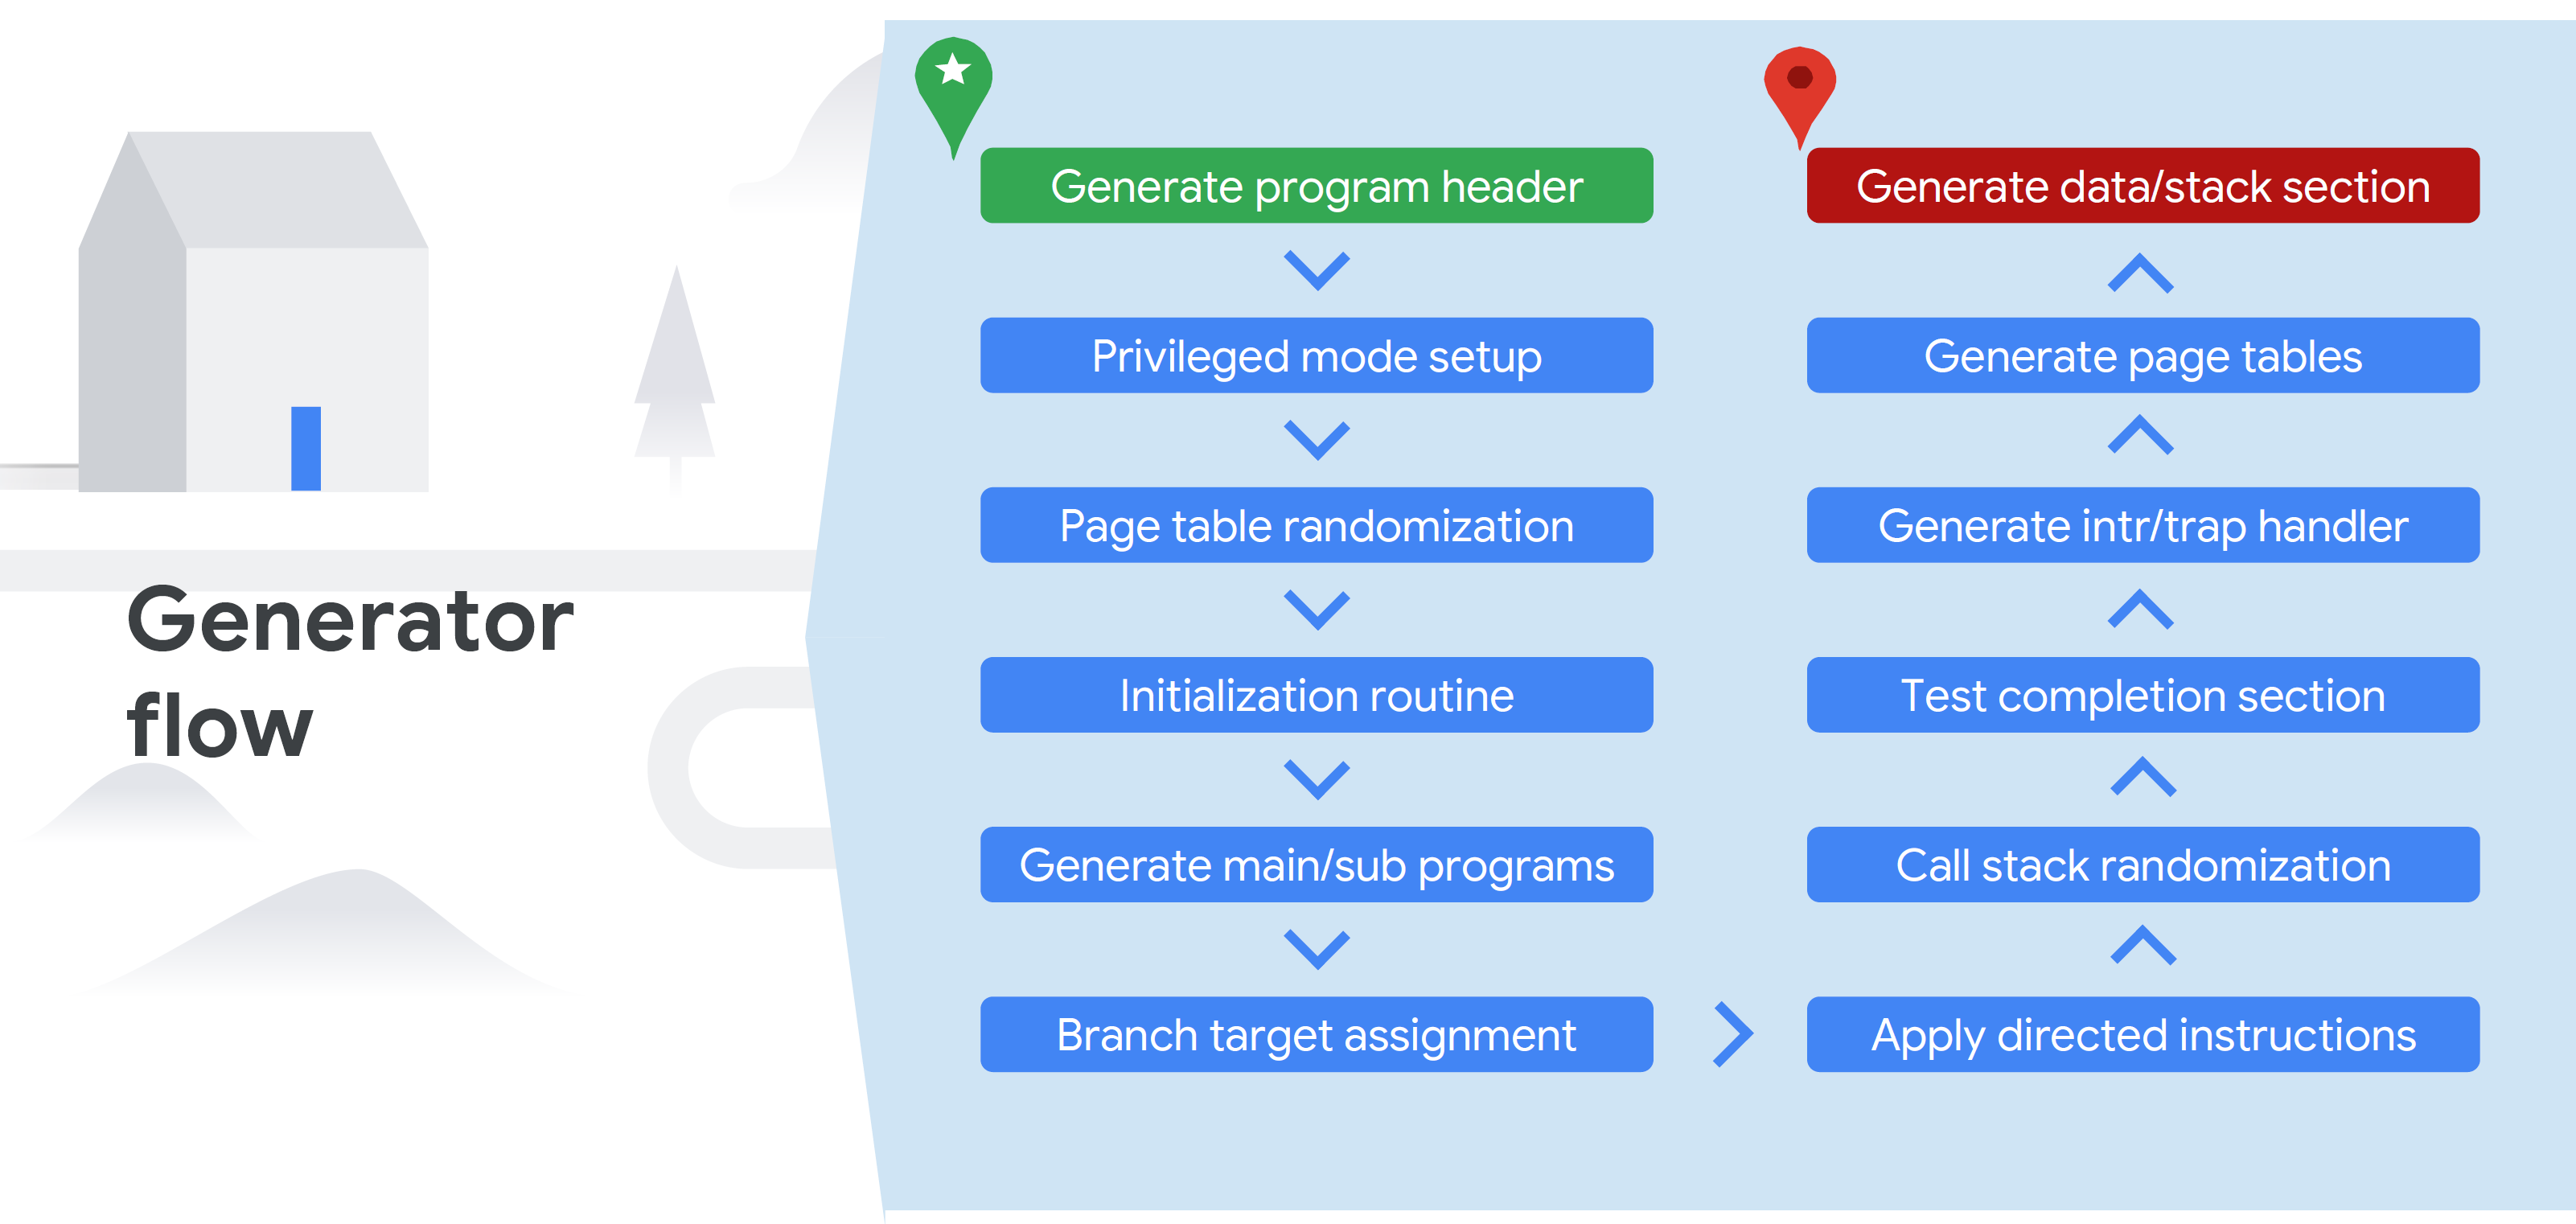 Generator
flow
Generate program header
Privileged mode setup
Page table randomization
Initialization routine
Generate main/sub programs
Branch target assignment
Generate data/stack section
Generate page tables
Generate intr/trap handler
Test completion section
Call stack randomization
Apply directed instructions